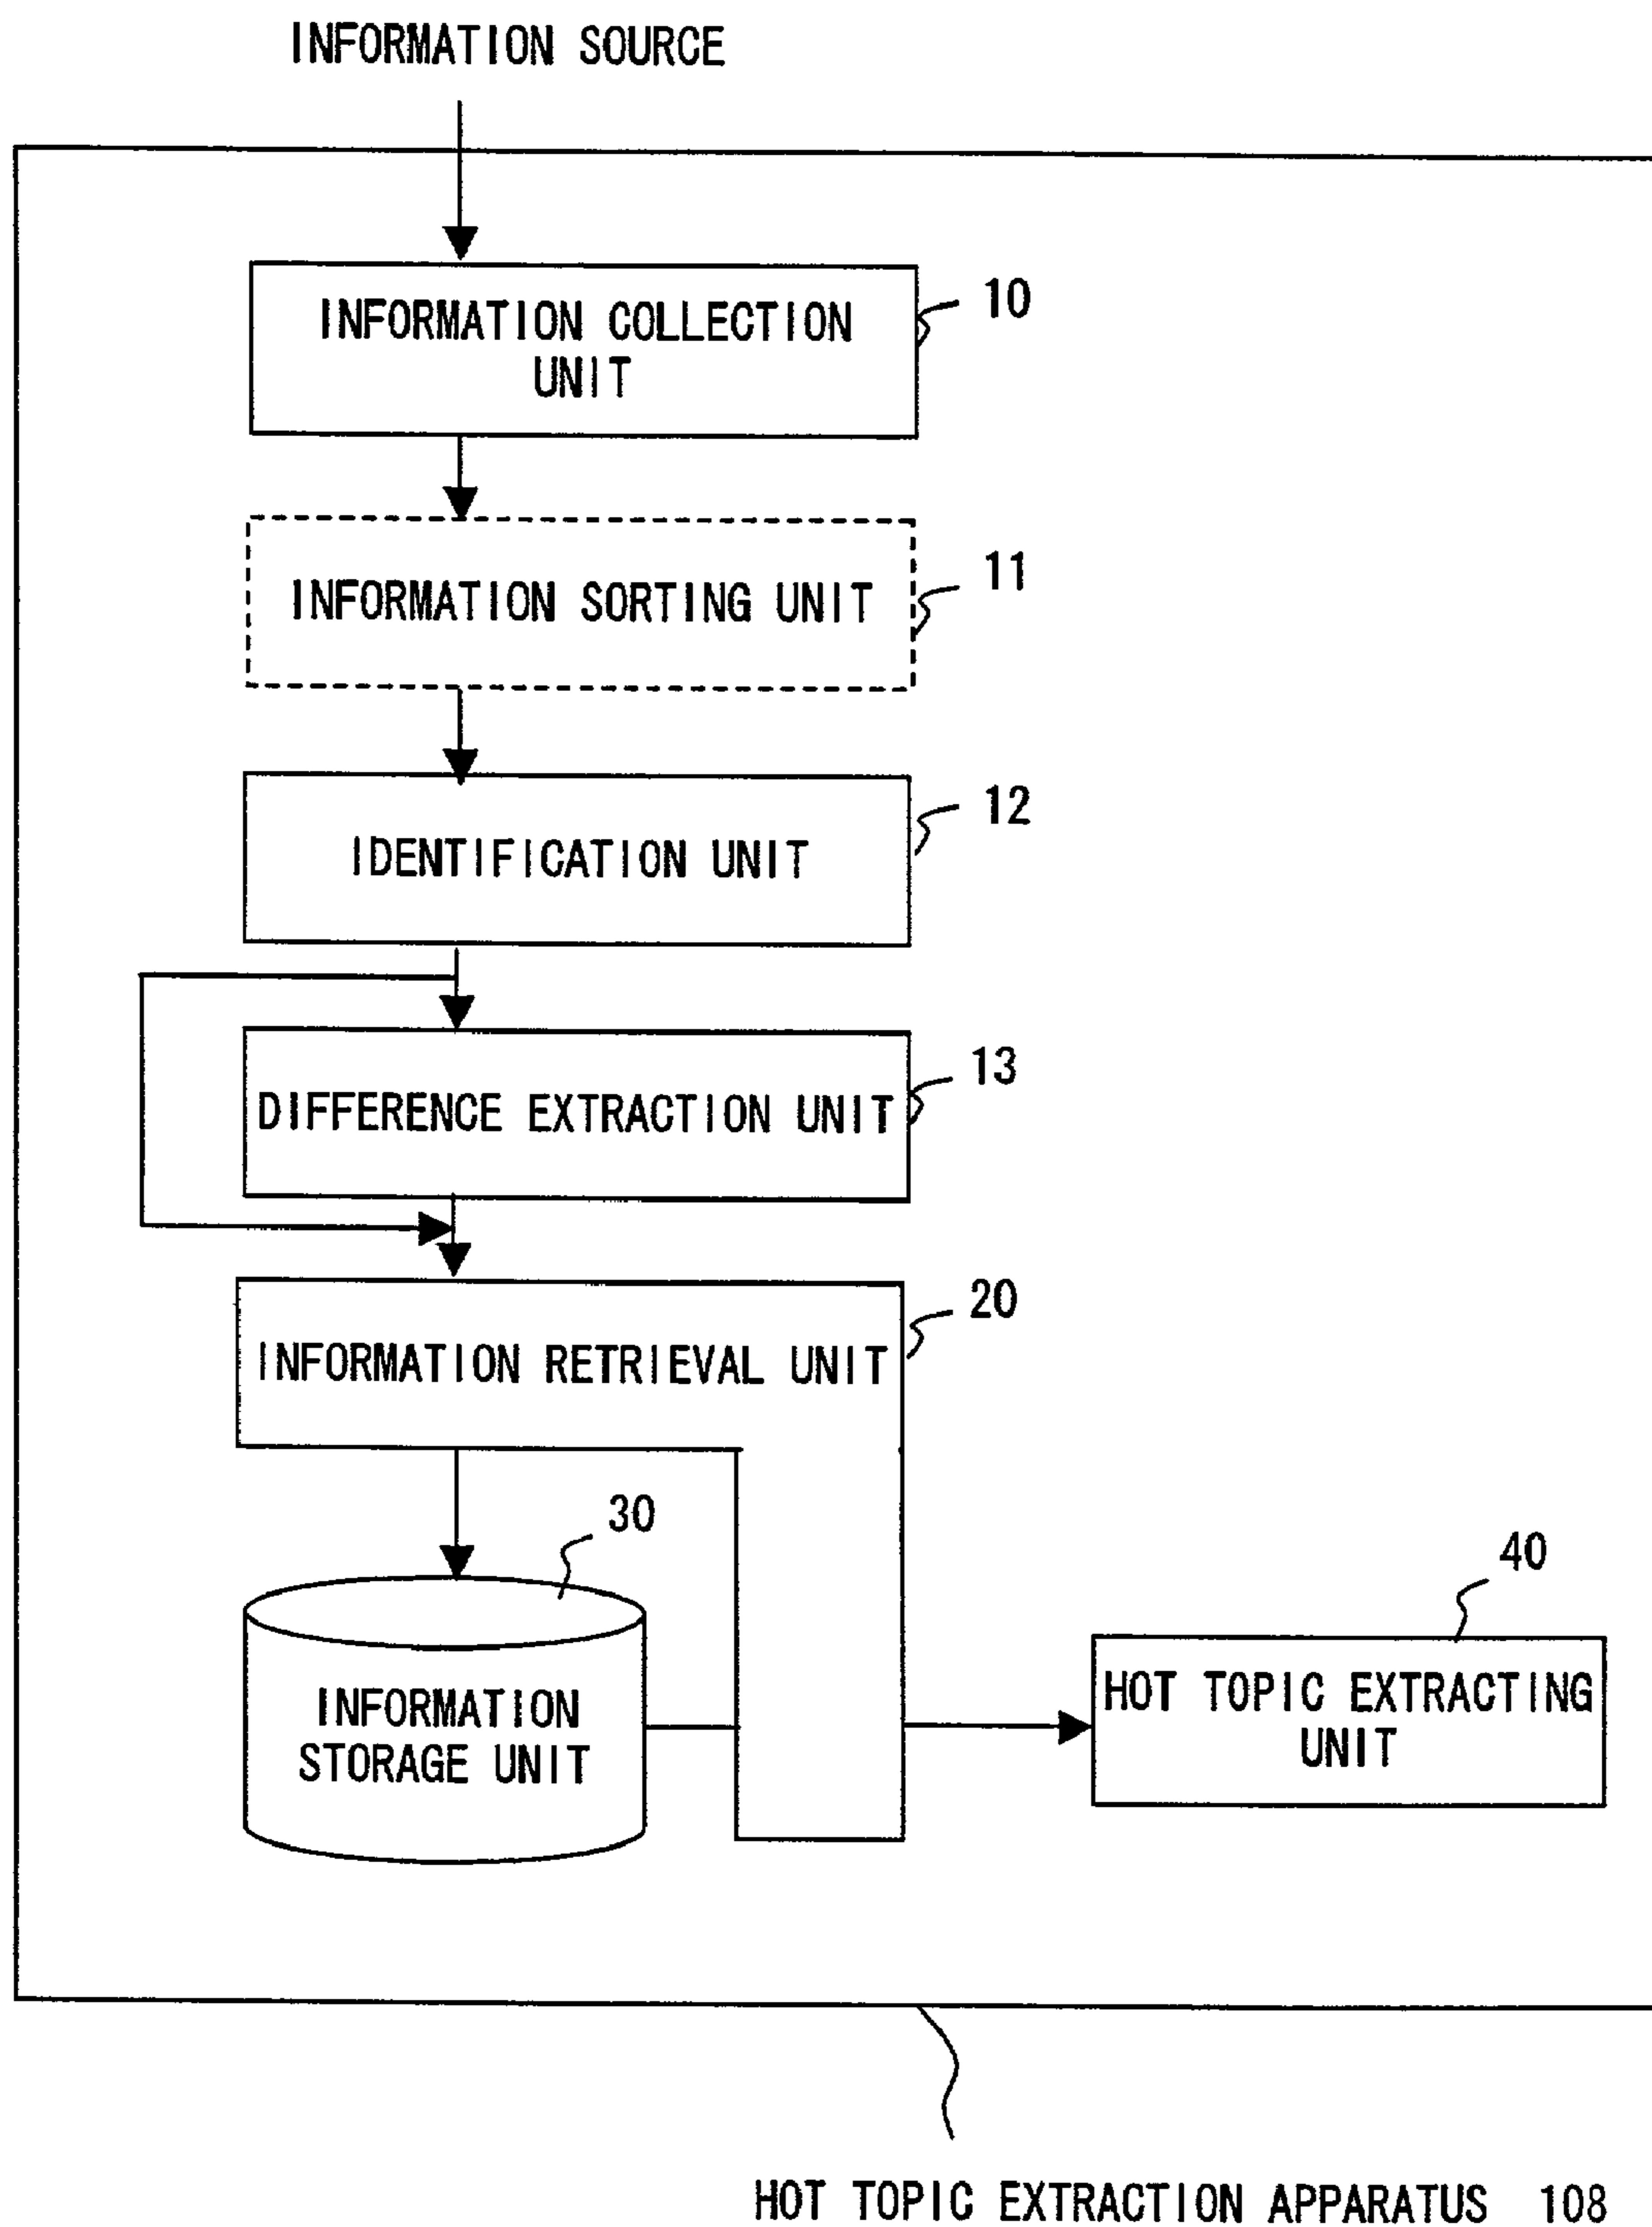 INFORMATION SOURCE
INFORMATION COLLECTION
UNIT
10
INFORMATION SORTING UNIT
11
IDENTIFICATION UNIT
12
DIFFERENCE EXTRACTION UNIT
13
INFORMATION RETRIEVAL UNIT
20
30
INFORMATION
STORAGE UNIT
40
HOT TOPIC EXTRACTING
UNIT
HOT TOPIC EXTRACTION APPARATUS 108